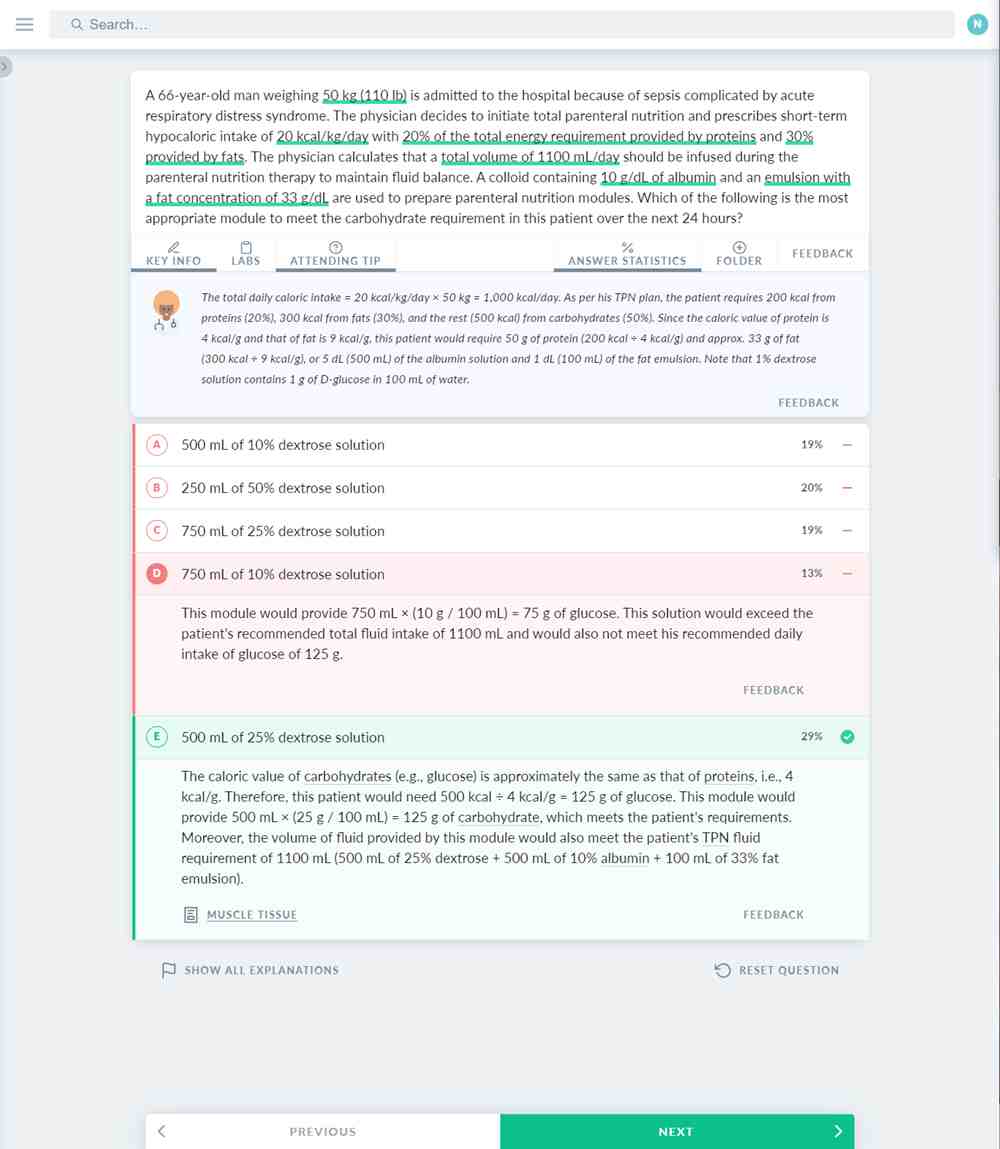 Search...
N
A 66-year-old man weighing 50 kg (110 lb) is admitted to the hospital because of sepsis complicated by acute
respiratory distress syndrome. The physician decides to initiate total parenteral nutrition and prescribes short-term
hypocaloric intake of 20 kcal/kg/day with 20% of the total energy requirement provided by proteins and 30%
provided by fats. The physician calculates that a total volume of 1100 mL/day should be infused during the
parenteral nutrition therapy to maintain fluid balance. A colloid containing 10 g/dL of albumin and an emulsion with
a fat concentration of 33 g/dL are used to prepare parenteral nutrition modules. Which of the following is the most
appropriate module to meet the carbohydrate requirement in this patient over the next 24 hours?
KEY INFO LABS ATTENDING TIP ANSWER STATISTICS FOLDER FEEDBACK
The total daily caloric intake = 20 kcal/kg/day × 50 kg = 1,000 kcal/day. As per his TPN plan, the patient requires 200 kcal from
proteins (20%), 300 kcal from fats (30%), and the rest (500 kcal) from carbohydrates (50%). Since the caloric value of protein is
4 kcal/g and that of fat is 9 kcal/g, this patient would require 50 g of protein (200 kcal ÷ 4 kcal/g) and approx. 33 g of fat
(300 kcal ÷ 9 kcal/g), or 5 dL (500 mL) of the albumin solution and 1 dL (100 mL) of the fat emulsion. Note that 1% dextrose
solution contains 1 g of D-glucose in 100 mL of water.
FEEDBACK
A 500 mL of 10% dextrose solution 19% –
B 250 mL of 50% dextrose solution 20% –
C 750 mL of 25% dextrose solution 19% –
D 750 mL of 10% dextrose solution 13% –
This module would provide 750 mL × (10 g / 100 mL) = 75 g of glucose. This solution would exceed the
patient's recommended total fluid intake of 1100 mL and would also not meet his recommended daily
intake of glucose of 125 g.
FEEDBACK
E 500 mL of 25% dextrose solution 29%
The caloric value of carbohydrates (e.g., glucose) is approximately the same as that of proteins, i.e., 4
kcal/g. Therefore, this patient would need 500 kcal ÷ 4 kcal/g = 125 g of glucose. This module would
provide 500 mL × (25 g / 100 mL) = 125 g of carbohydrate, which meets the patient's requirements.
Moreover, the volume of fluid provided by this module would also meet the patient's TPN fluid
requirement of 1100 mL (500 mL of 25% dextrose + 500 mL of 10% albumin + 100 mL of 33% fat
emulsion).
MUSCLE TISSUE FEEDBACK
SHOW ALL EXPLANATIONS RESET QUESTION
PREVIOUS NEXT